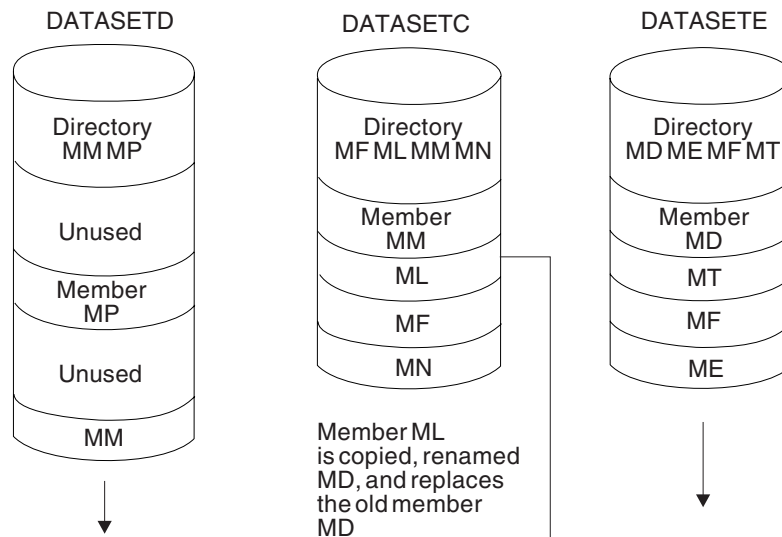 DATASETD
Directory
MM MP
Unused
Member
MP
Unused
MM
DATASETC
Directory
MF ML MM MN
Member
MM
ML
MF
MN
Member ML
is copied, renamed
MD, and replaces
the old member
MD
DATASETE
Directory
MD ME MF MT
Member
MD
MT
MF
ME